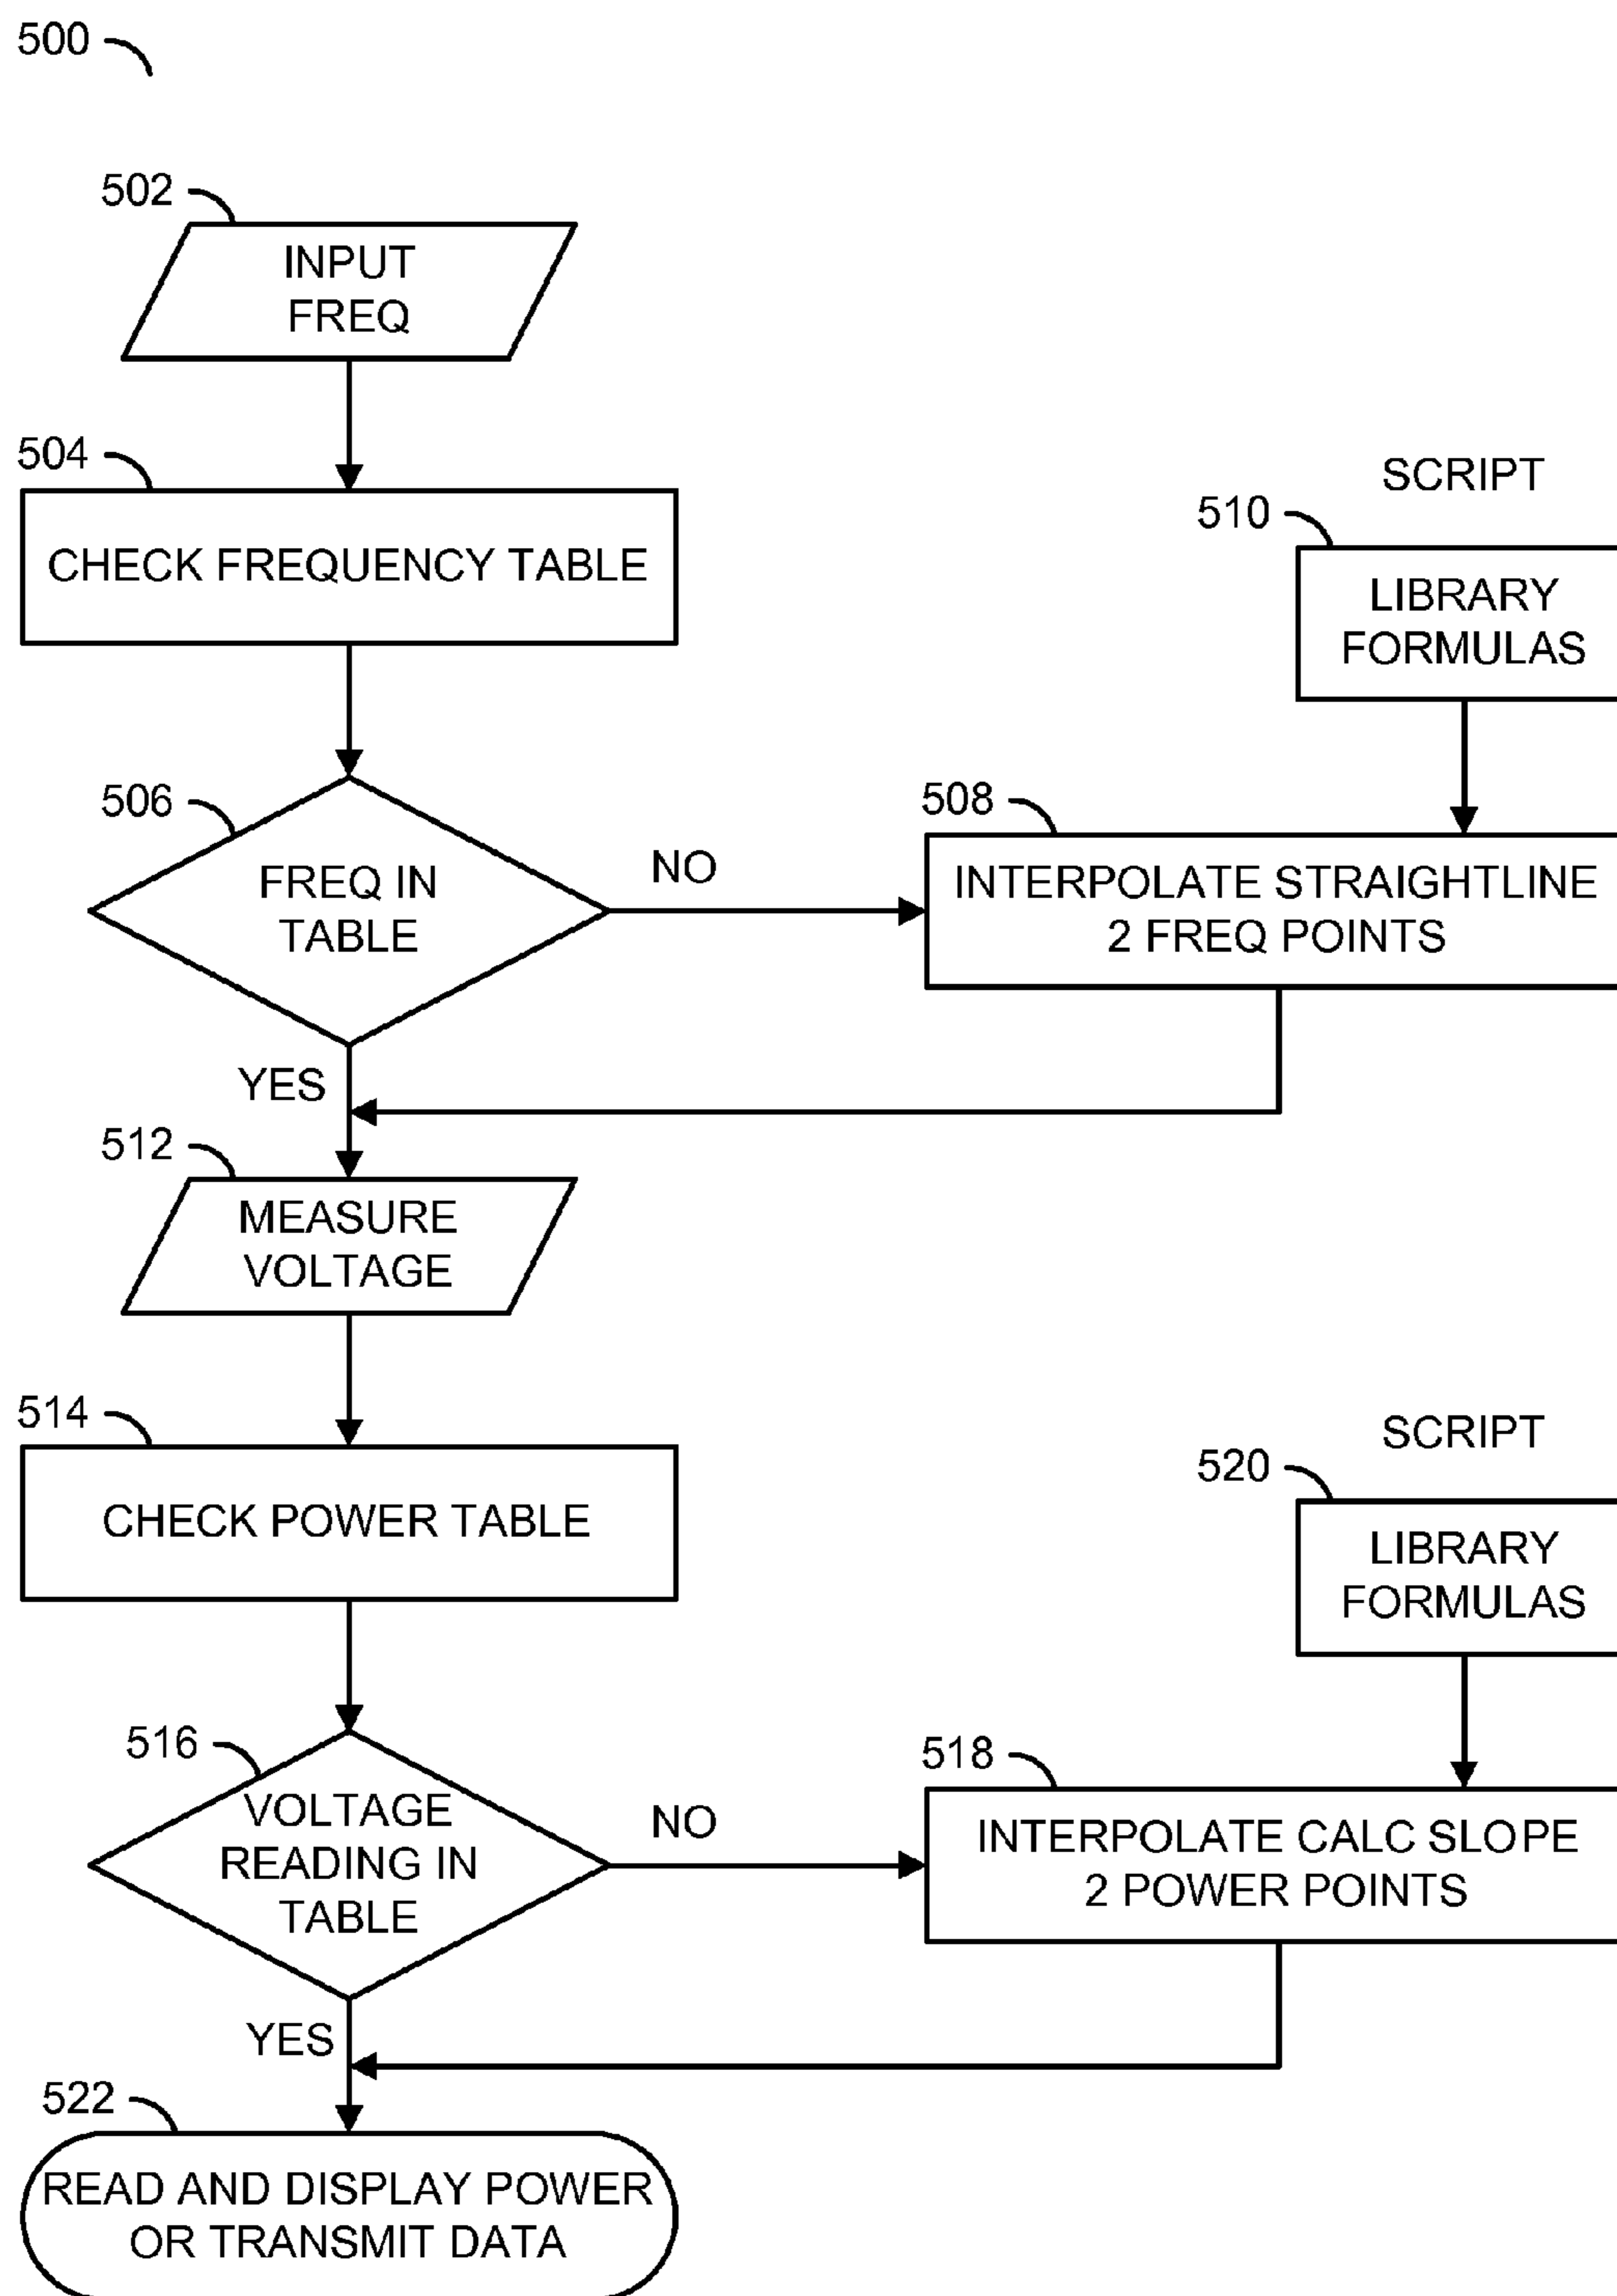 500
502
INPUT
FREQ
504
CHECK FREQUENCY TABLE
SCRIPT
510
LIBRARY
FORMULAS
506
FREQ IN
TABLE
NO
508
INTERPOLATE STRAIGHTLINE
2 FREQ POINTS
YES
512
MEASURE
VOLTAGE
514
CHECK POWER TABLE
SCRIPT
520
LIBRARY
FORMULAS
516
VOLTAGE
READING IN
TABLE
NO
518
INTERPOLATE CALC SLOPE
2 POWER POINTS
YES
522
READ AND DISPLAY POWER
OR TRANSMIT DATA